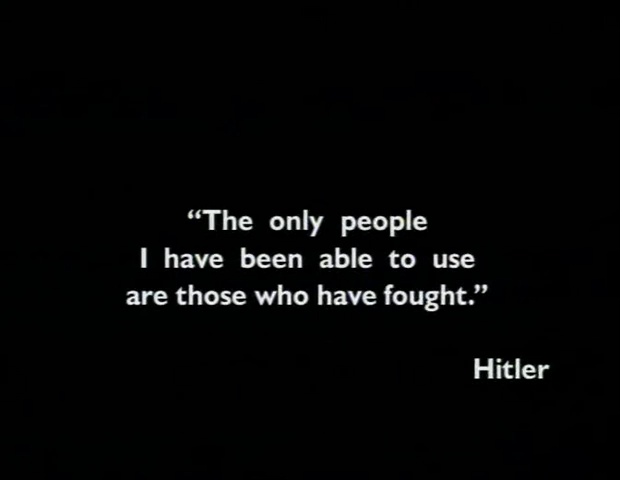 “The only people
I have been able to use
are those who have fought.”
Hitler